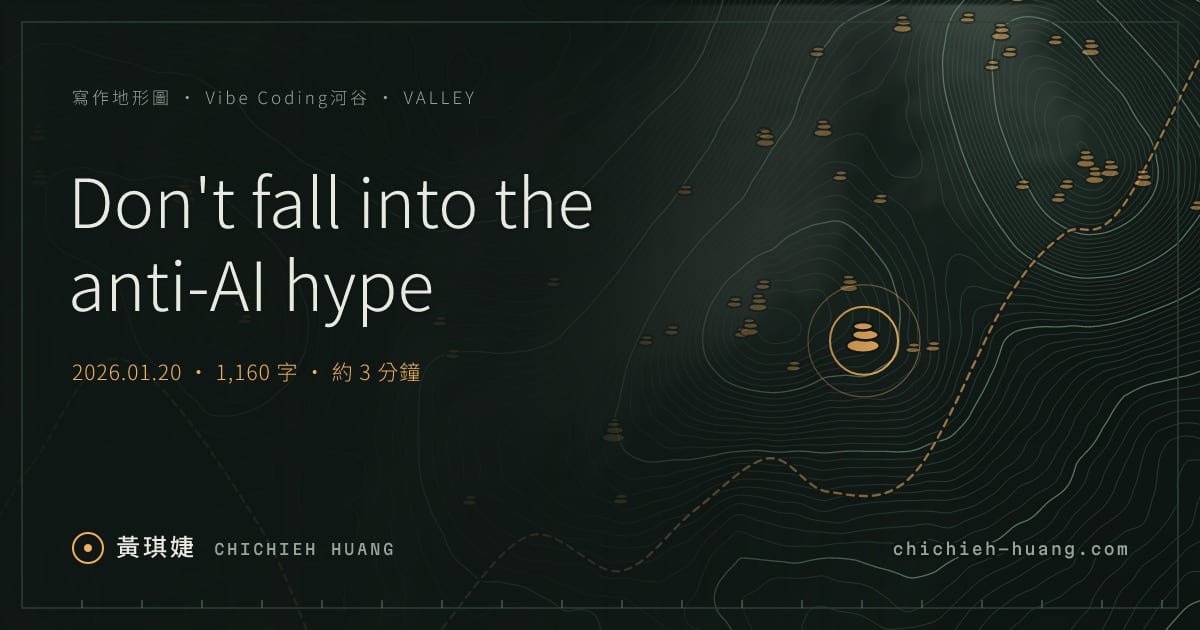 寫作地形圖 · Vibe Coding河谷 · VALLEY
Don't fall into the
anti-AI hype
2026.01.20 · 1,160 字 · 約 3 分鐘
黃琪婕 CHICHIEH HUANG
chichieh-huang.com